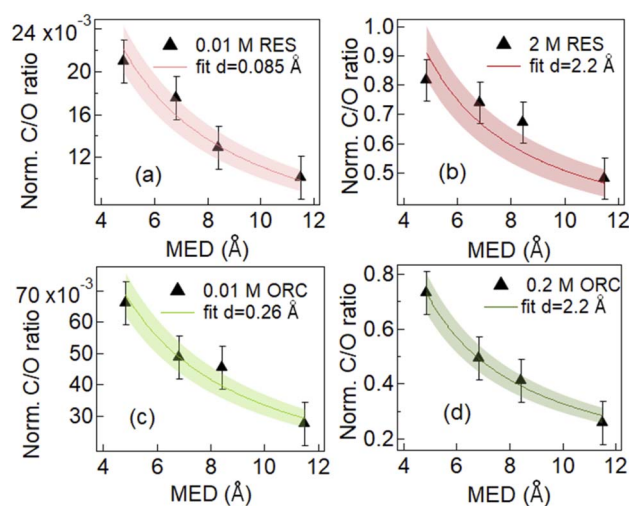 24 x10⁻³
20
16
12
Norm. C/O ratio
0.01 M RES
fit d=0.085 Å
(a)
4
6
8
10
12
MED (Å)
1.0
0.9
0.8
0.7
0.6
0.5
Norm. C/O ratio
2 M RES
fit d=2.2 Å
(b)
4
6
8
10
12
MED (Å)
70 x10⁻³
60
50
40
30
Norm. C/O ratio
0.01 M ORC
fit d=0.26 Å
(c)
4
6
8
10
12
MED (Å)
0.8
0.6
0.4
0.2
Norm. C/O ratio
0.2 M ORC
fit d=2.2 Å
(d)
4
6
8
10
12
MED (Å)